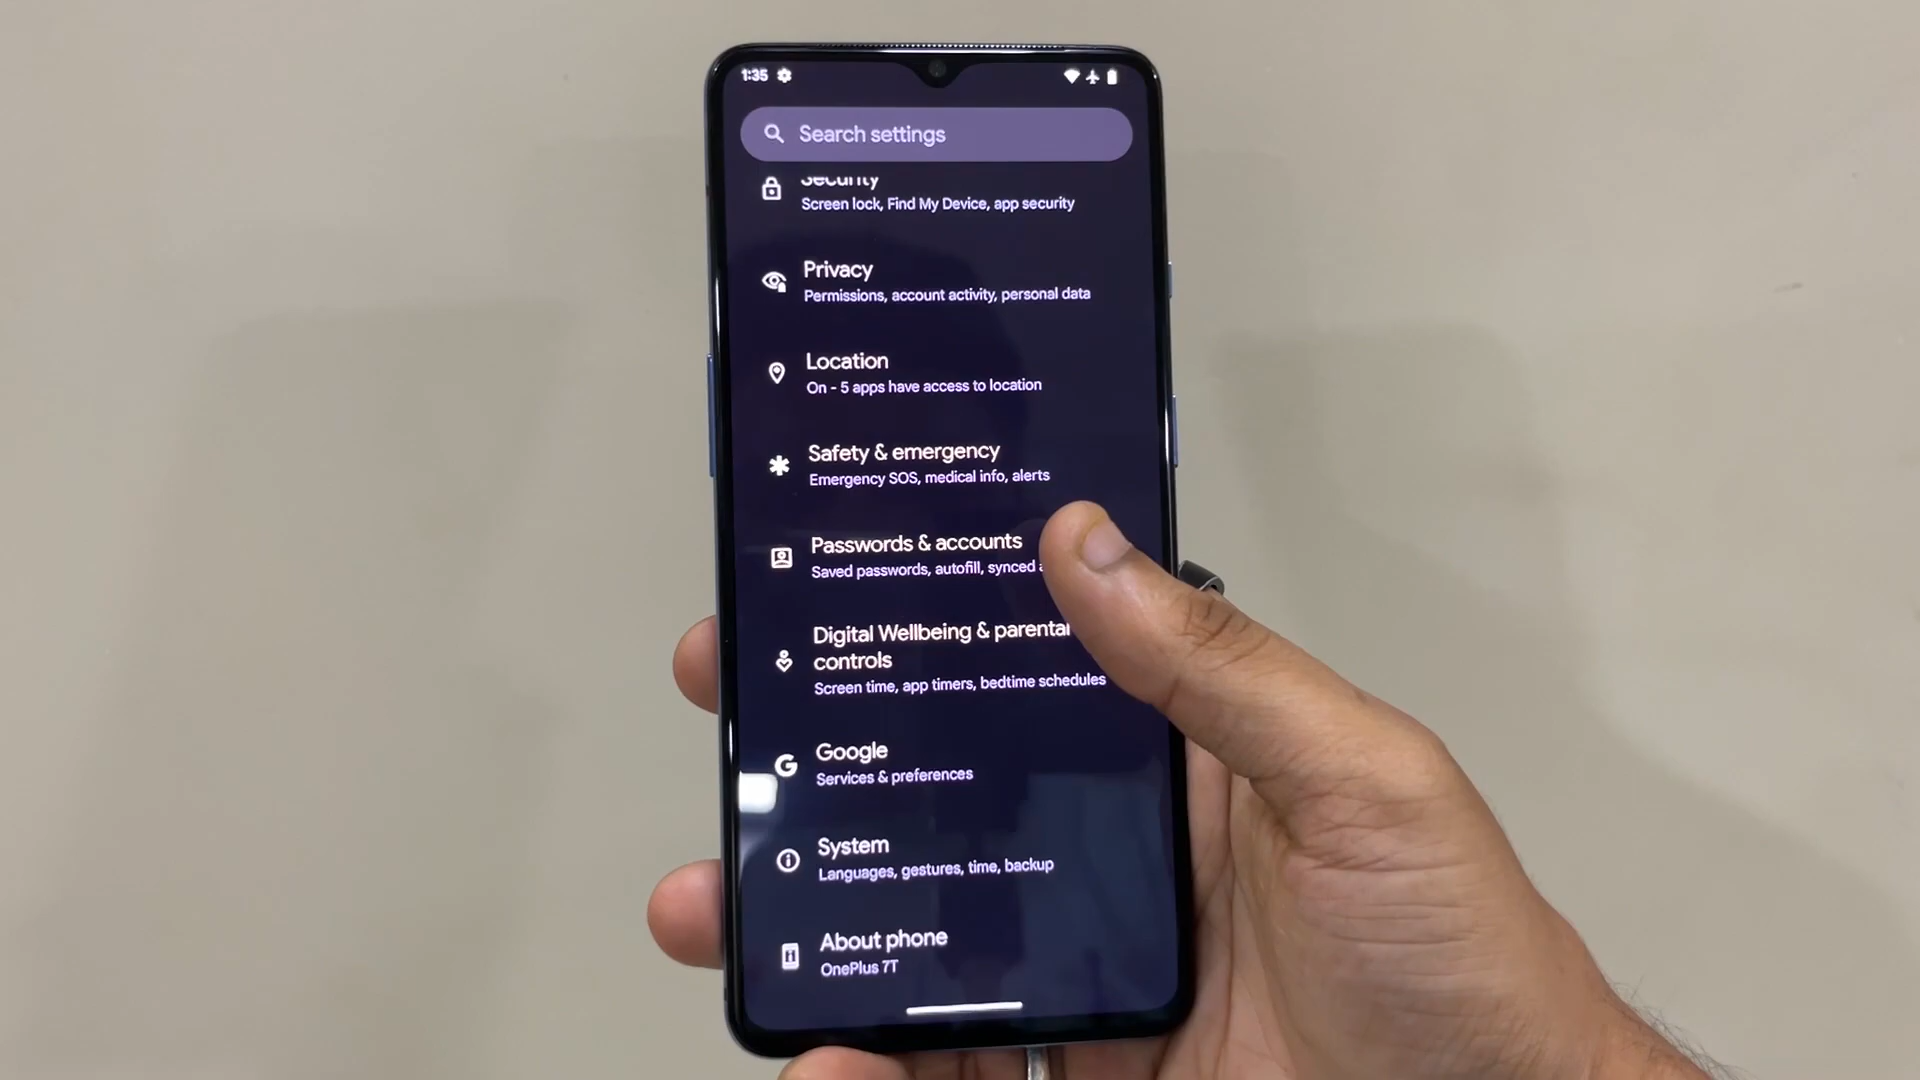 1:35
Search settings
Security
Screen lock, Find My Device, app security
Privacy
Permissions, account activity, personal data
Location
On - 5 apps have access to location
Safety & emergency
Emergency SOS, medical info, alerts
Passwords & accounts
Saved passwords, autofill, synced
Digital Wellbeing & parental
controls
Screen time, app timers, bedtime schedules
Google
Services & preferences
System
Languages, gestures, time, backup
About phone
OnePlus 7T